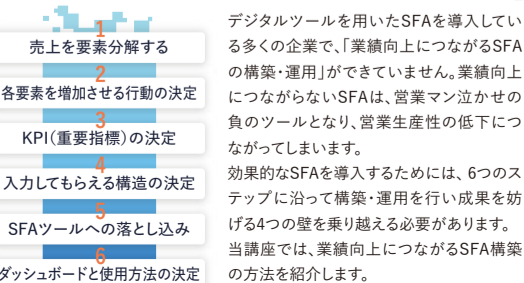 1
売上を要素分解する
2
各要素を増加させる行動の決定
3
KPI(重要指標)の決定
4
入力してもらえる構造の決定
5
SFAツールへの落とし込み
6
ダッシュボードと使用方法の決定
デジタルツールを用いたSFAを導入してい
る多くの企業で、「業績向上につながるSFA
の構築・運用」ができていません。業績向上
につながらないSFAは、営業マン泣かせの
負のツールとなり、営業生産性の低下につ
ながってしまいます。
効果的なSFAを導入するためには、6つのス
テップに沿って構築・運用を行い成果を妨
げる4つの壁を乗り越える必要があります。
当講座では、業績向上につながるSFA構築
の方法を紹介します。